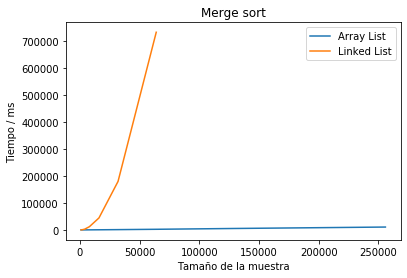 Merge sort
Array List
Linked List
Tiempo / ms
700000
600000
500000
400000
300000
200000
100000
0
0 50000 100000 150000 200000 250000
Tamaño de la muestra